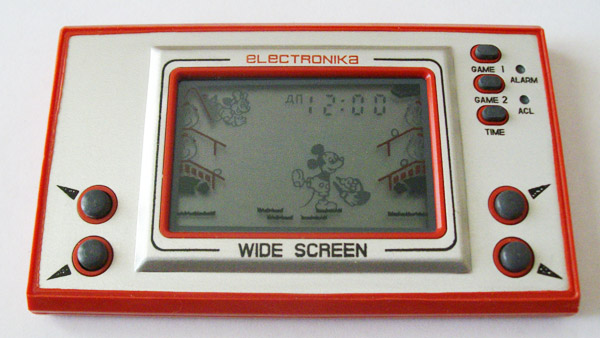 ELECTRONIKA
ДП 12:00
GAME 1
ALARM
GAME 2
ACL
TIME
WIDE SCREEN